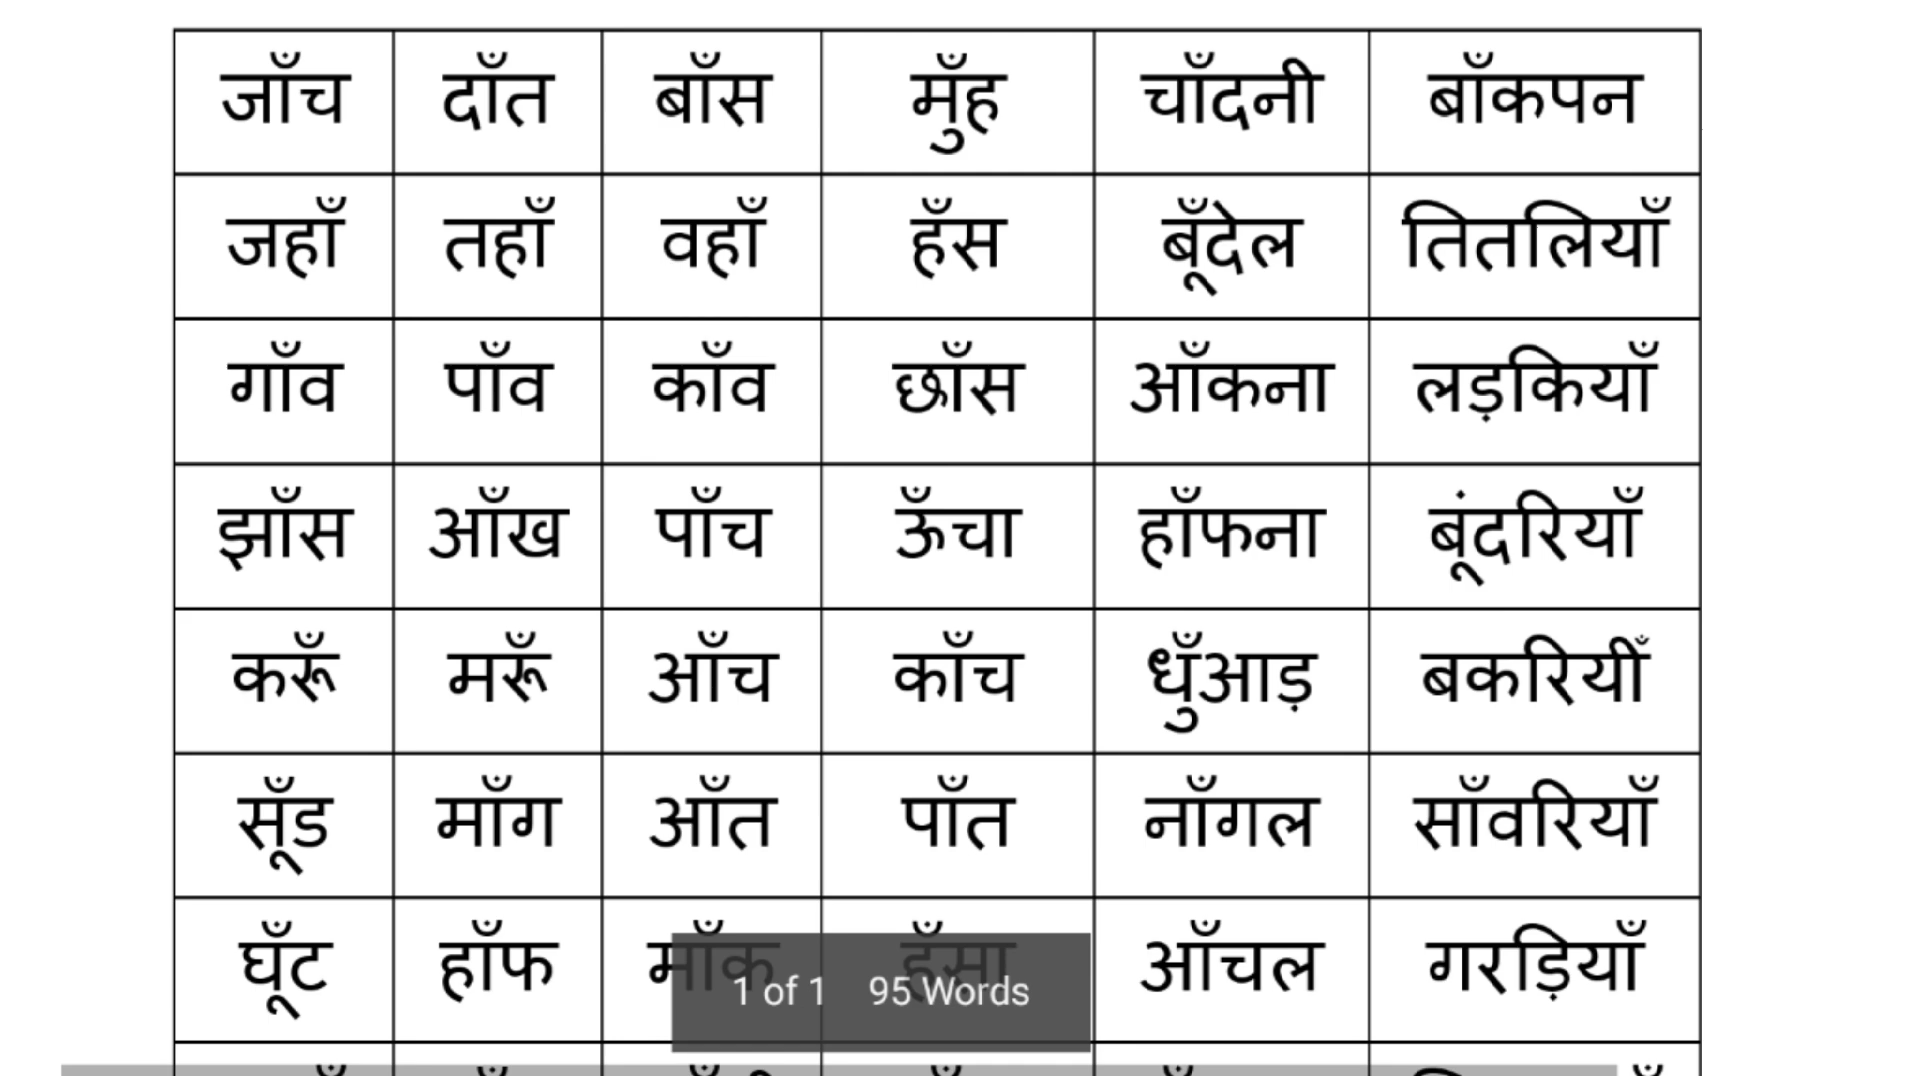 जाँच दाँत बाँस मुँह चाँदनी बाँकपन
जहाँ तहाँ वहाँ हँस बूँदेल तितलियाँ
गाँव पाँव काँव छाँस आँकना लड़कियाँ
झाँस आँख पाँच ऊँचा हाँफना बूंदरियाँ
करूँ मरूँ आँच काँच धुँआड़ बकरियीँ
सूँड माँग आँत पाँत नाँगल साँवरियाँ
घूँट हाँफ माँक हँसा आँचल गरड़ियाँ
1 of 1 95 Words